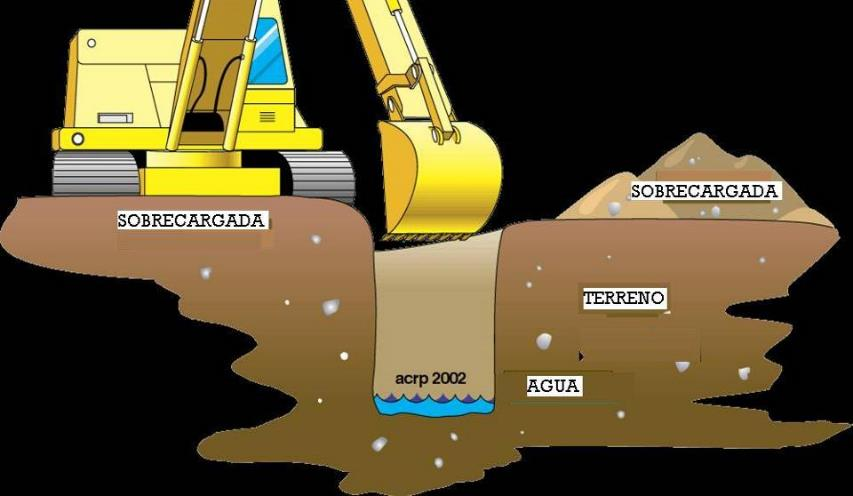 SOBRECARGADA
SOBRECARGADA
TERRENO
acrp 2002
AGUA